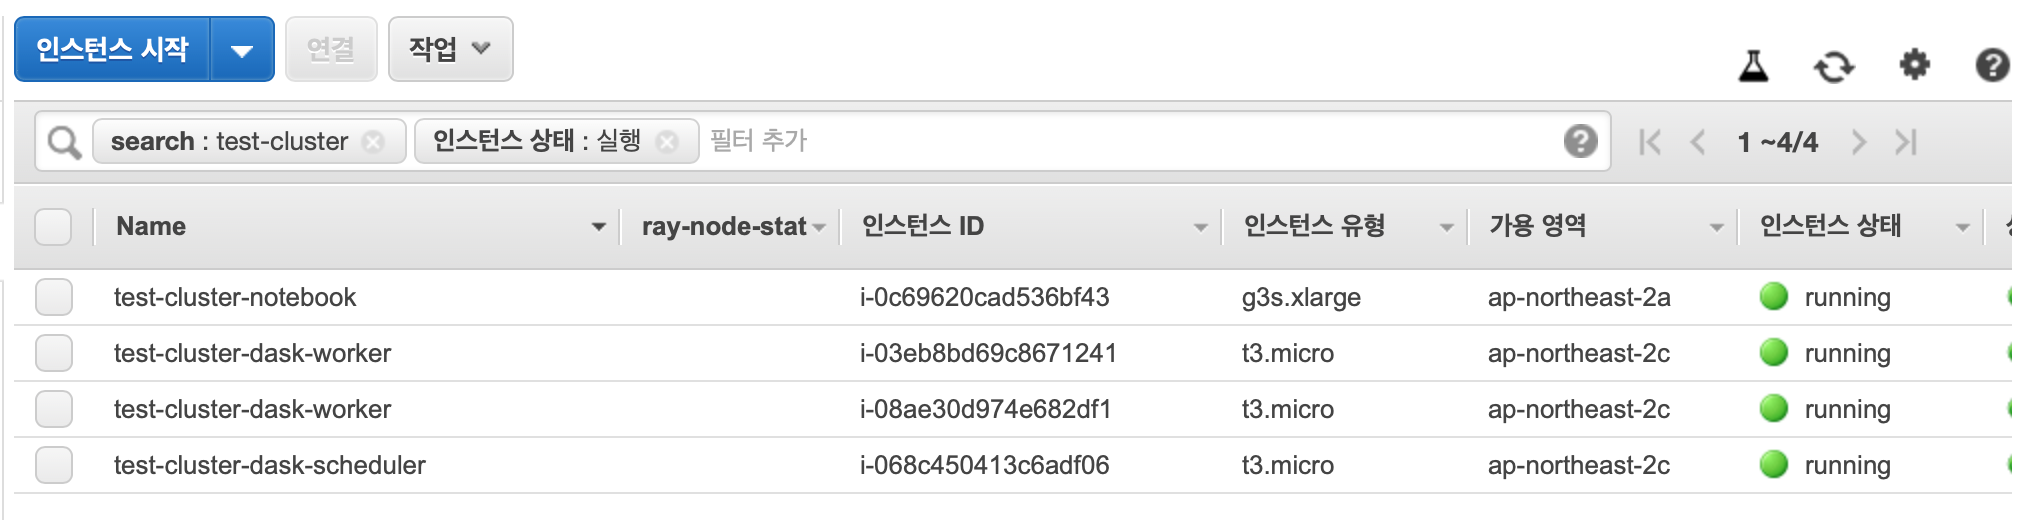 인스턴스 시작 연결 작업
search : test-cluster 인스턴스 상태 : 실행 필터 추가 1 ~4/4
Name ray-node-stat 인스턴스 ID 인스턴스 유형 가용 영역 인스턴스 상태
test-cluster-notebook i-0c69620cad536bf43 g3s.xlarge ap-northeast-2a running
test-cluster-dask-worker i-03eb8bd69c8671241 t3.micro ap-northeast-2c running
test-cluster-dask-worker i-08ae30d974e682df1 t3.micro ap-northeast-2c running
test-cluster-dask-scheduler i-068c450413c6adf06 t3.micro ap-northeast-2c running